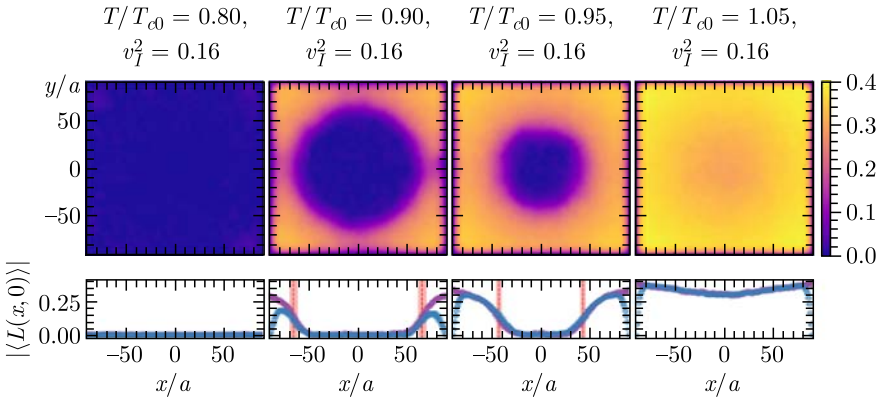 T/T_{c0} = 0.80, T/T_{c0} = 0.90, T/T_{c0} = 0.95, T/T_{c0} = 1.05,
v_I^2 = 0.16 v_I^2 = 0.16 v_I^2 = 0.16 v_I^2 = 0.16
y/a 0.4
50 0.3
0 0.2
−50 0.1
0.0
|⟨L(x, 0)⟩|
0.25
0.00
−50 0 50 −50 0 50 −50 0 50 −50 0 50
x/a x/a x/a x/a